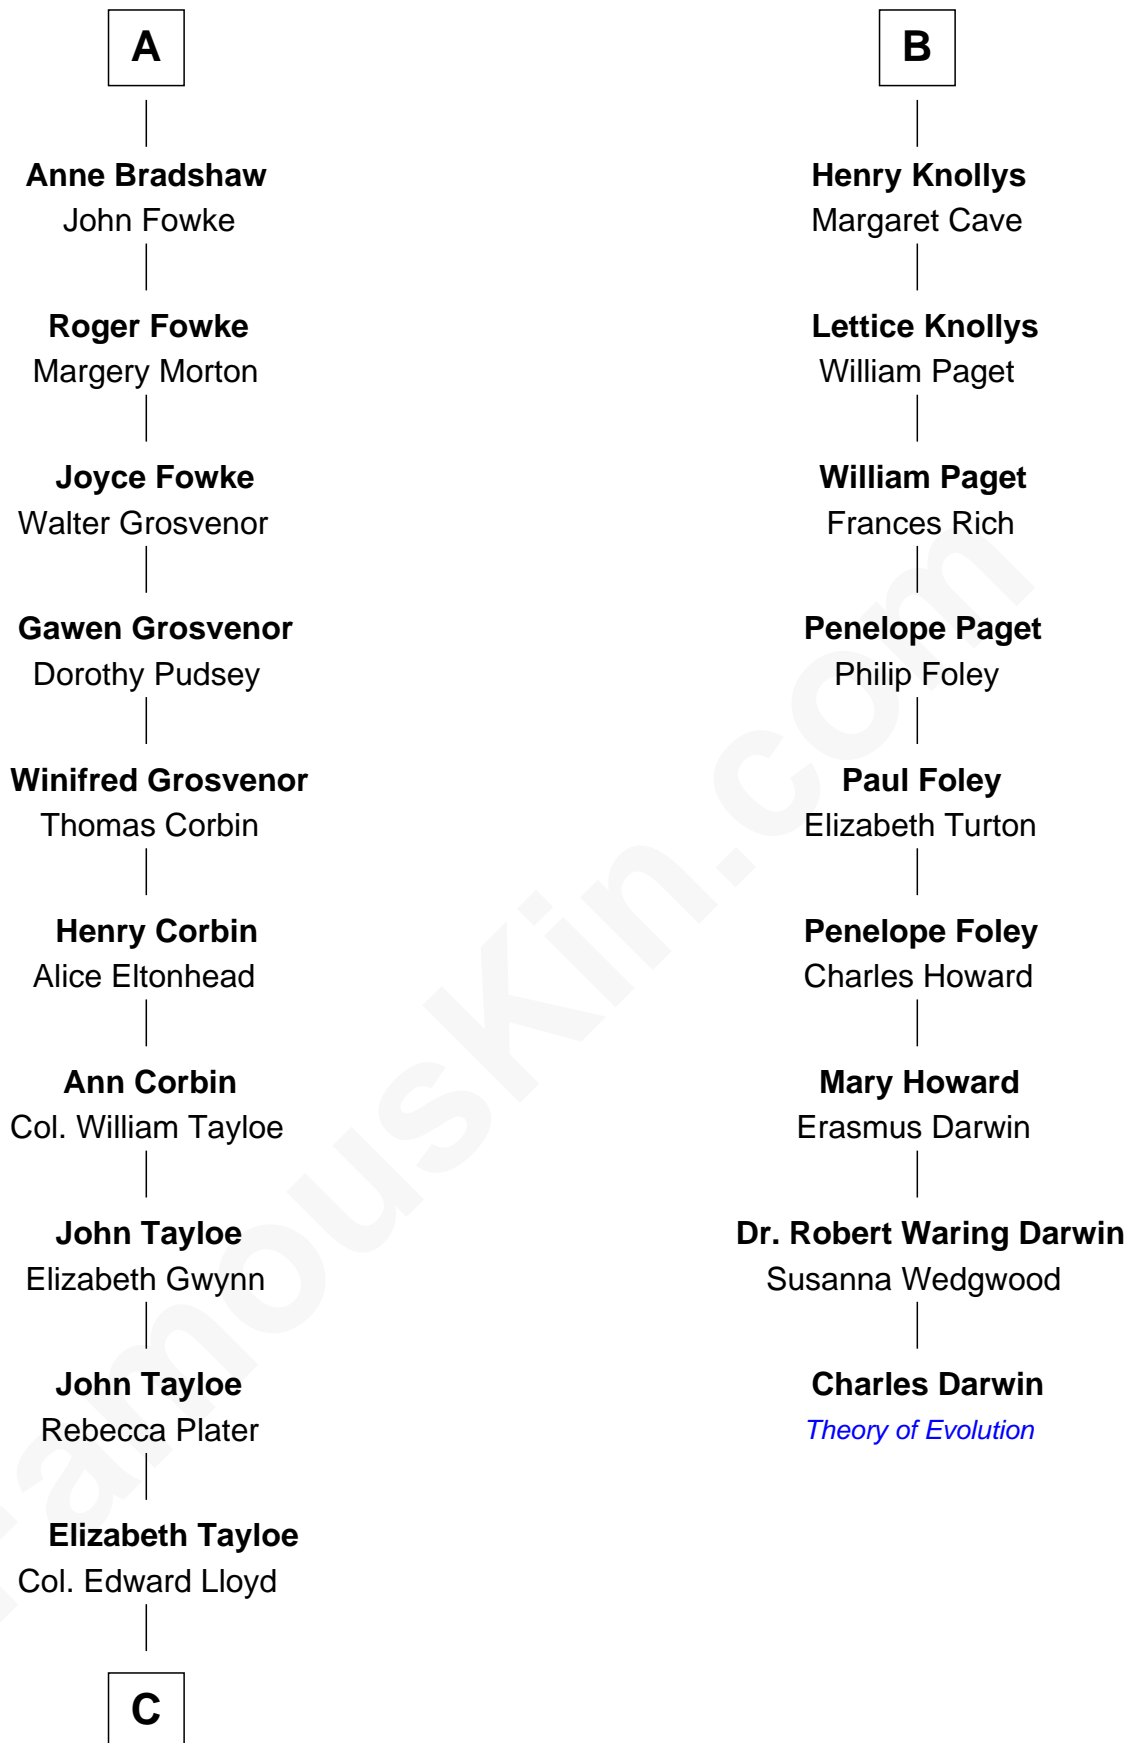 A
Anne Bradshaw
John Fowke
Roger Fowke
Margery Morton
Joyce Fowke
Walter Grosvenor
Gawen Grosvenor
Dorothy Pudsey
Winifred Grosvenor
Thomas Corbin
Henry Corbin
Alice Eltonhead
Ann Corbin
Col. William Tayloe
John Tayloe
Elizabeth Gwynn
John Tayloe
Rebecca Plater
Elizabeth Tayloe
Col. Edward Lloyd
C
B
Henry Knollys
Margaret Cave
Lettice Knollys
William Paget
William Paget
Frances Rich
Penelope Paget
Philip Foley
Paul Foley
Elizabeth Turton
Penelope Foley
Charles Howard
Mary Howard
Erasmus Darwin
Dr. Robert Waring Darwin
Susanna Wedgwood
Charles Darwin
Theory of Evolution
FamousKin.com